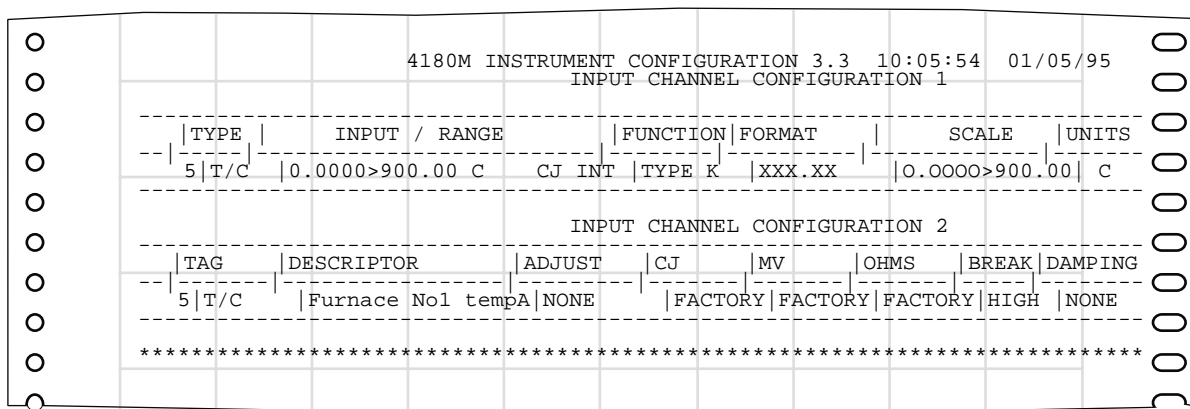 4180M INSTRUMENT CONFIGURATION 3.3 10:05:54 01/05/95
INPUT CHANNEL CONFIGURATION 1
|TYPE | INPUT / RANGE |FUNCTION|FORMAT | SCALE |UNITS
5|T/C |0.0000>900.00 C CJ INT |TYPE K |XXX.XX |0.OOOO>900.00| C
INPUT CHANNEL CONFIGURATION 2
|TAG |DESCRIPTOR |ADJUST |CJ |MV |OHMS |BREAK|DAMPING
5|T/C |Furnace No1 tempA|NONE |FACTORY|FACTORY|FACTORY|HIGH |NONE
*****************************************************************************